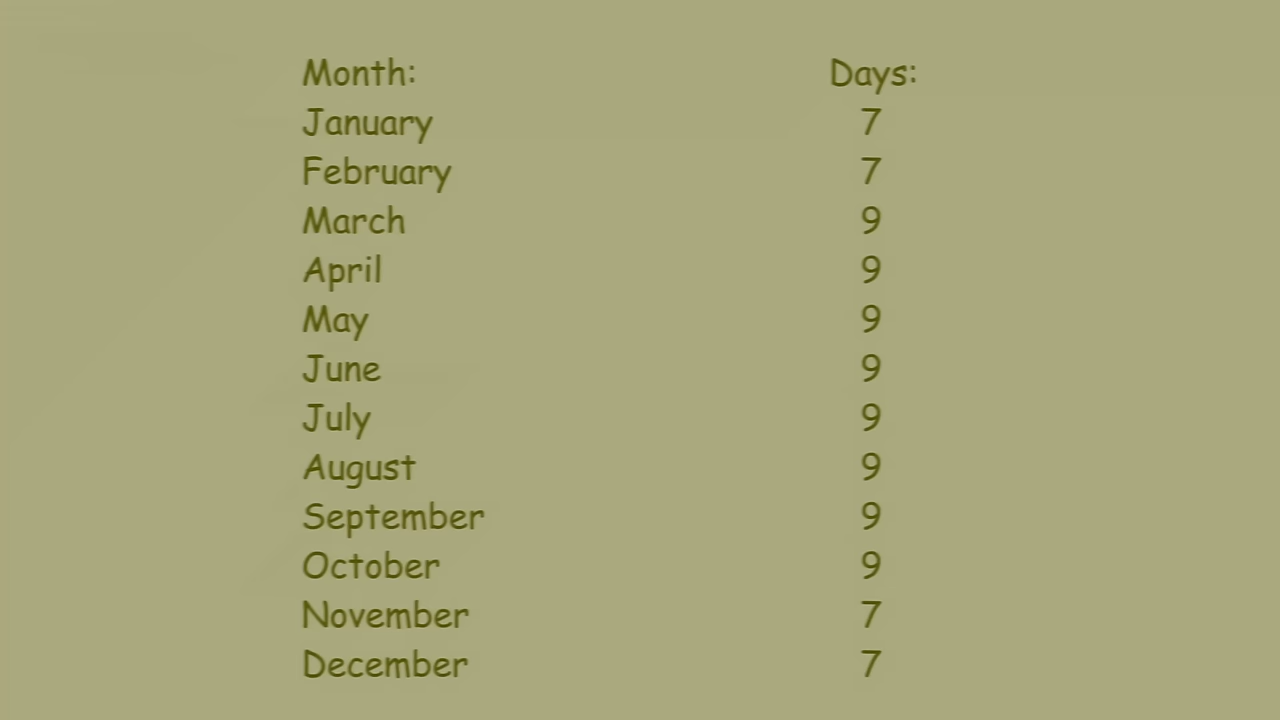 Month: Days:
January 7
February 7
March 9
April 9
May 9
June 9
July 9
August 9
September 9
October 9
November 7
December 7